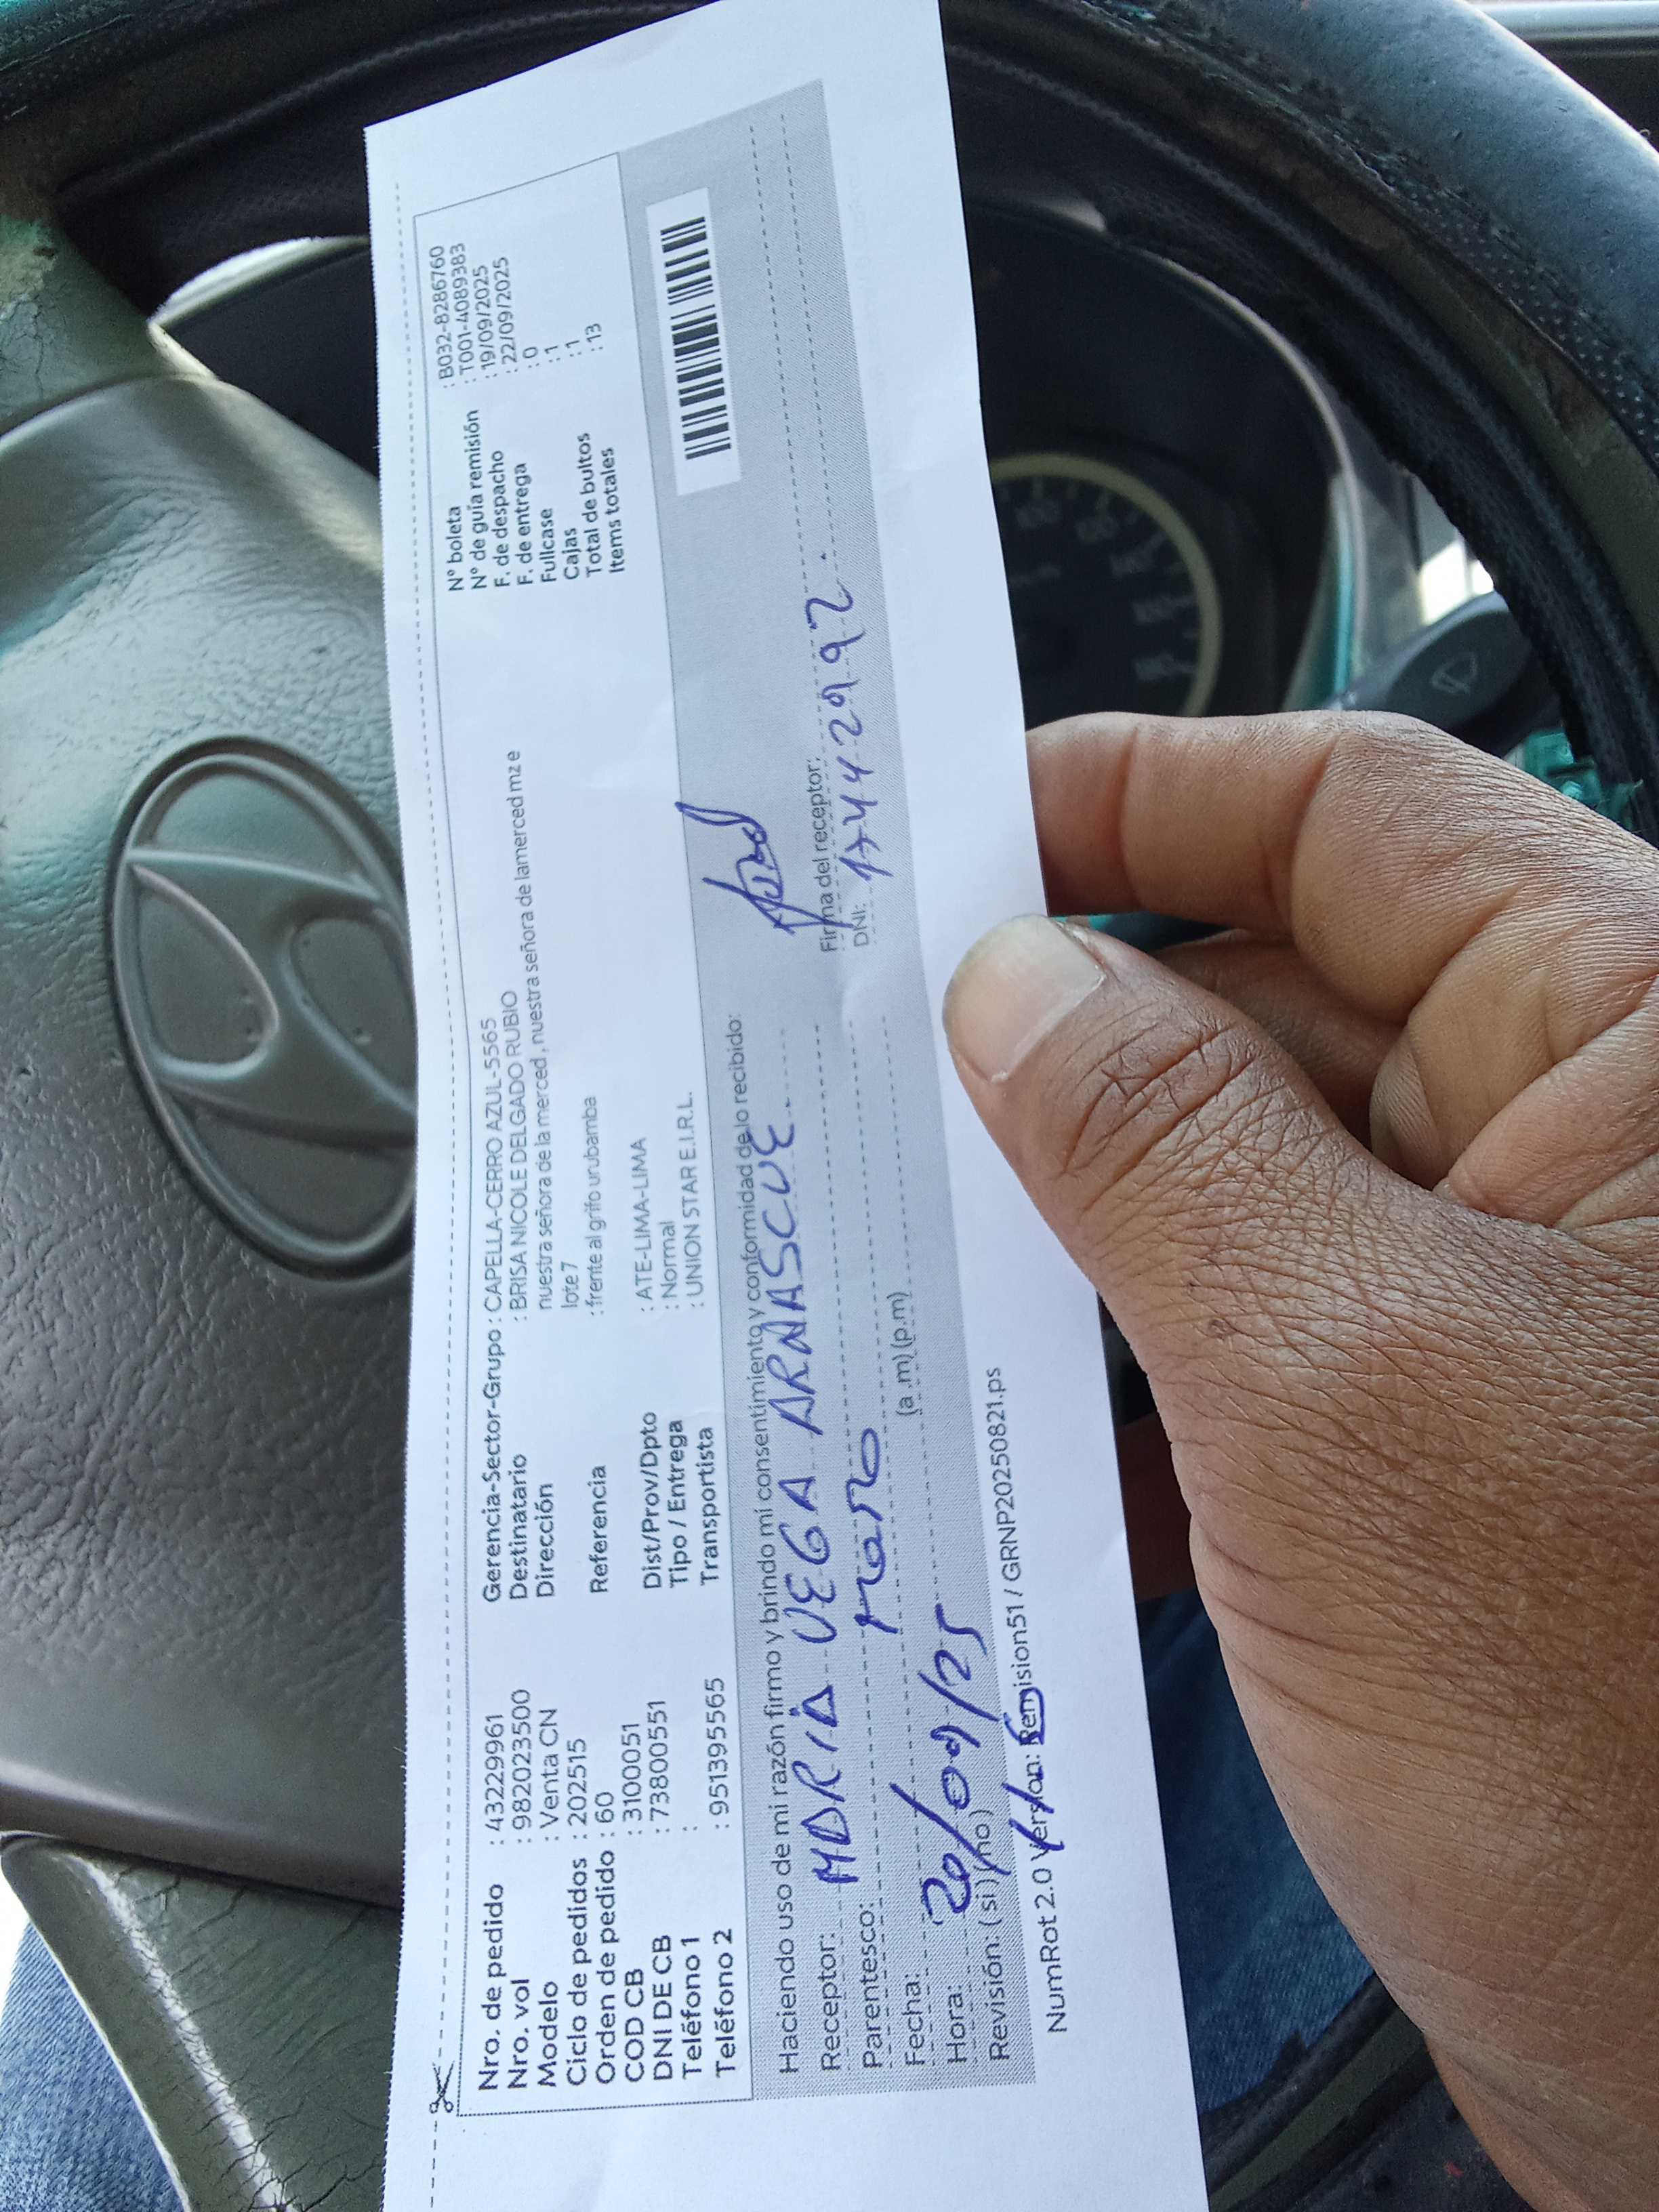 Nro. de pedido : 43229961
Nro. vol : 982023500
Modelo : Venta CN
Ciclo de pedidos : 202515
Orden de pedido : 60
COD CB : 3100051
DNI DE CB : 73800551
Teléfono 1 :
Teléfono 2 : 951395565
Gerencia-Sector-Grupo : CAPELLA-CERRO AZUL-5565
Destinatario : BRISA NICOLE DELGADO RUBIO
Dirección nuestra señora de la merced , nuestra señora de lamerced mz e
lote 7
Referencia : frente al grifo urubamba
Dist/Prov/Dpto : ATE-LIMA-LIMA
Tipo / Entrega : Normal
Transportista : UNION STAR E.I.R.L.
N° boleta : B032-8286760
N° de guía remisión : T001-4089383
F. de despacho : 19/09/2025
F. de entrega : 22/09/2025
Fullcase : 0
Cajas : 1
Total de bultos : 1
Items totales : 13
Haciendo uso de mi razón firmo y brindo mi consentimiento y conformidad de lo recibido:
Receptor: MARIA VEGA ARNASCUE
Parentesco:
Fecha: 20/09/25
Hora: (a.m) (p.m)
Revisión: ( si ) ( no )
Firma del receptor:
DNI:
NumRot 2.0 Version: Remision51 / GRNP20250821.ps